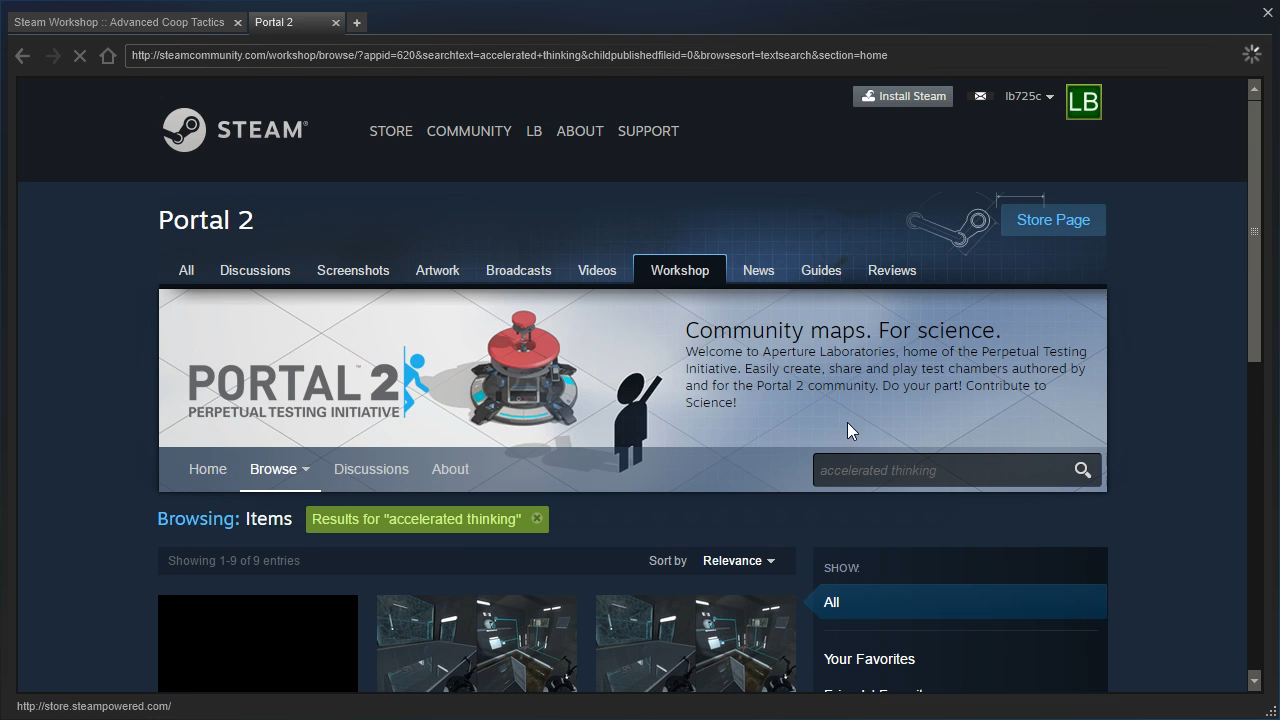 Steam Workshop :: Advanced Coop Tactics
Portal 2
http://steamcommunity.com/workshop/browse/?appid=620&searchtext=accelerated+thinking&childpublishedfileid=0&browsesort=textsearch&section=home
Install Steam
lb725c
LB
STEAM®
STORE COMMUNITY LB ABOUT SUPPORT
Portal 2
Store Page
All Discussions Screenshots Artwork Broadcasts Videos Workshop News Guides Reviews
Community maps. For science.
Welcome to Aperture Laboratories, home of the Perpetual Testing
Initiative. Easily create, share and play test chambers authored by
and for the Portal 2 community. Do your part! Contribute to
Science!
PORTAL 2™
PERPETUAL TESTING INITIATIVE
Home Browse Discussions About
accelerated thinking
Browsing: Items
Results for "accelerated thinking"
Showing 1-9 of 9 entries
Sort by Relevance
SHOW:
All
Your Favorites
http://store.steampowered.com/